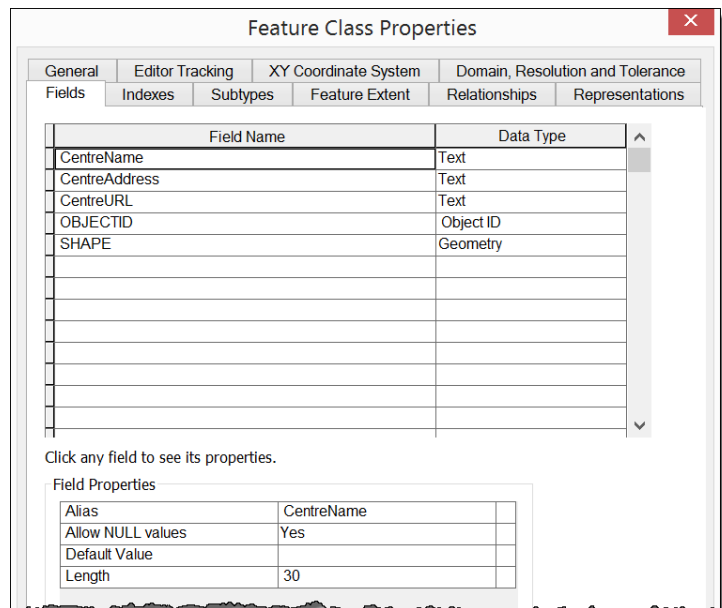 Feature Class Properties
General Editor Tracking XY Coordinate System Domain, Resolution and Tolerance
Fields Indexes Subtypes Feature Extent Relationships Representations
Field Name Data Type
CentreName Text
CentreAddress Text
CentreURL Text
OBJECTID Object ID
SHAPE Geometry
Click any field to see its properties.
Field Properties
Alias CentreName
Allow NULL values Yes
Default Value
Length 30